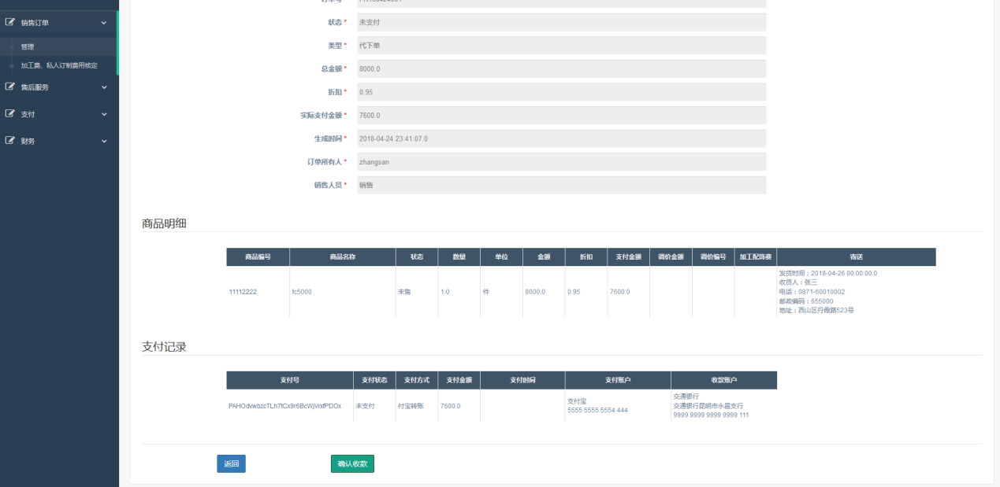 销售订单
管理
加工费、私人订制费用核定
售后服务
支付
财务
状态 * 未支付
类型 * 代下单
总金额 * 8000.0
折扣 * 0.95
实际支付金额 * 7600.0
生成时间 * 2018-04-24 23:41:07.0
订单所有人 * zhangsan
销售人员 * 销售
商品明细
商品编号 商品名称 状态 数量 单位 金额 折扣 支付金额 调价金额 调价编号 加工配饰费 寄送
11112222 fc5000 未售 1.0 件 8000.0 0.95 7600.0
发货时间：2018-04-26 00:00:00.0
收货人：张三
电话：0871-60010002
邮政编码：655000
地址：西山区丹霞路523号
支付记录
支付号 支付状态 支付方式 支付金额 支付时间 支付账户 收款账户
未支付 付宝转账 7600.0
支付宝
5555 5555 5554 444
交通银行
交通银行昆明市永昌支行
9999 9999 9999 9999 111
返回 确认收款